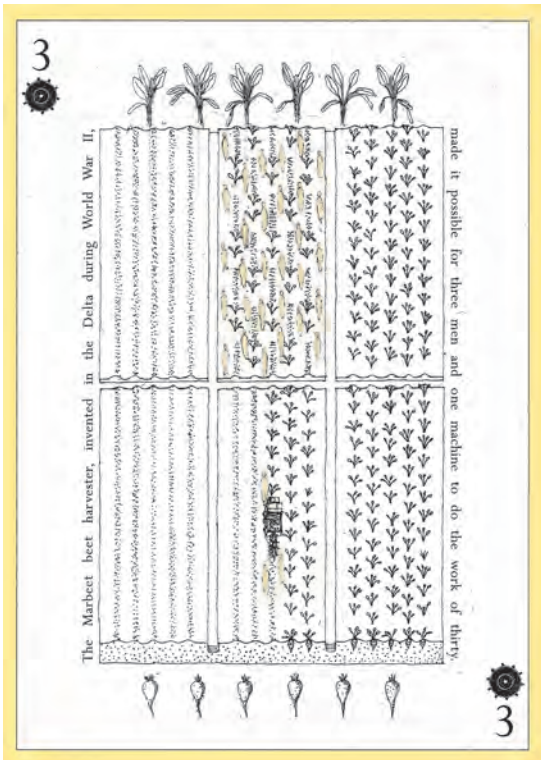 3
The Marbeet beet harvester, invented in the Delta during World War II,
made it possible for three men and one machine to do the work of thirty.
3